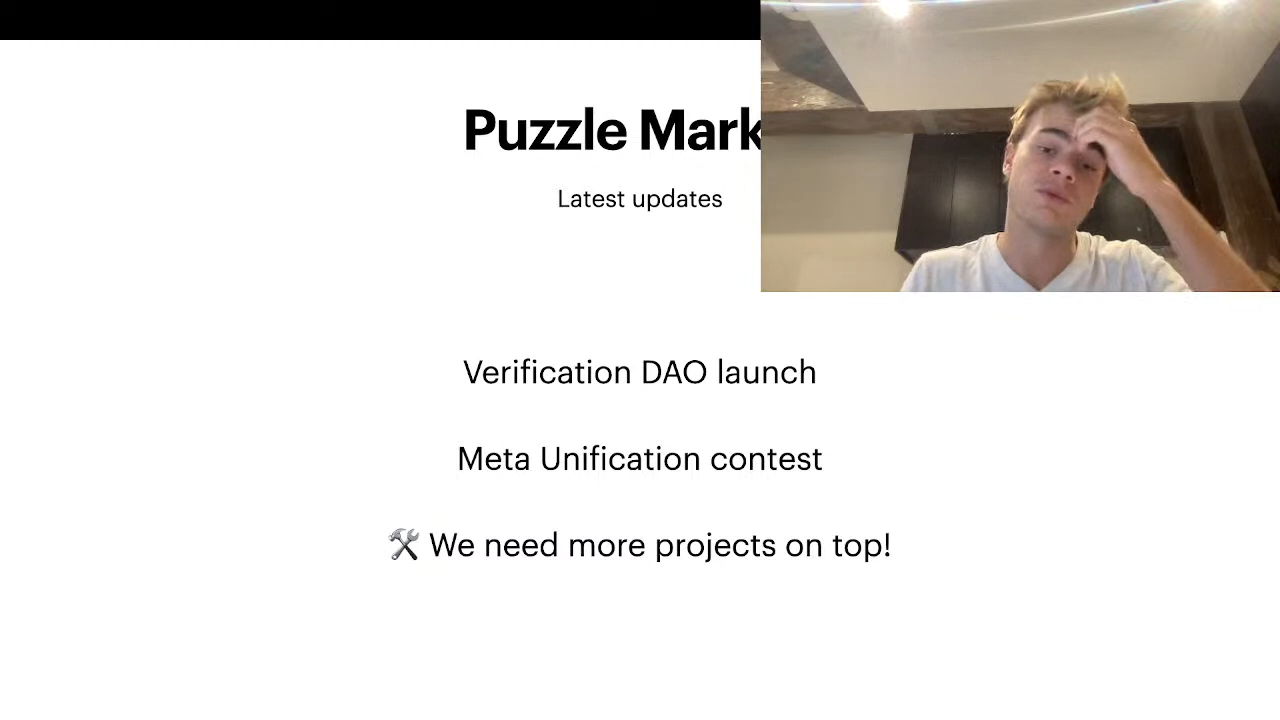 Puzzle Mark
Latest updates
Verification DAO launch
Meta Unification contest
🛠 We need more projects on top!